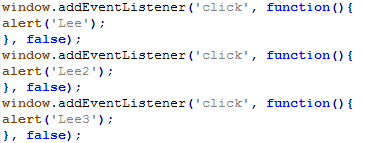 window.addEventListener('click', function(){
alert('Lee');
}, false);
window.addEventListener('click', function(){
alert('Lee2');
}, false);
window.addEventListener('click', function(){
alert('Lee3');
}, false);